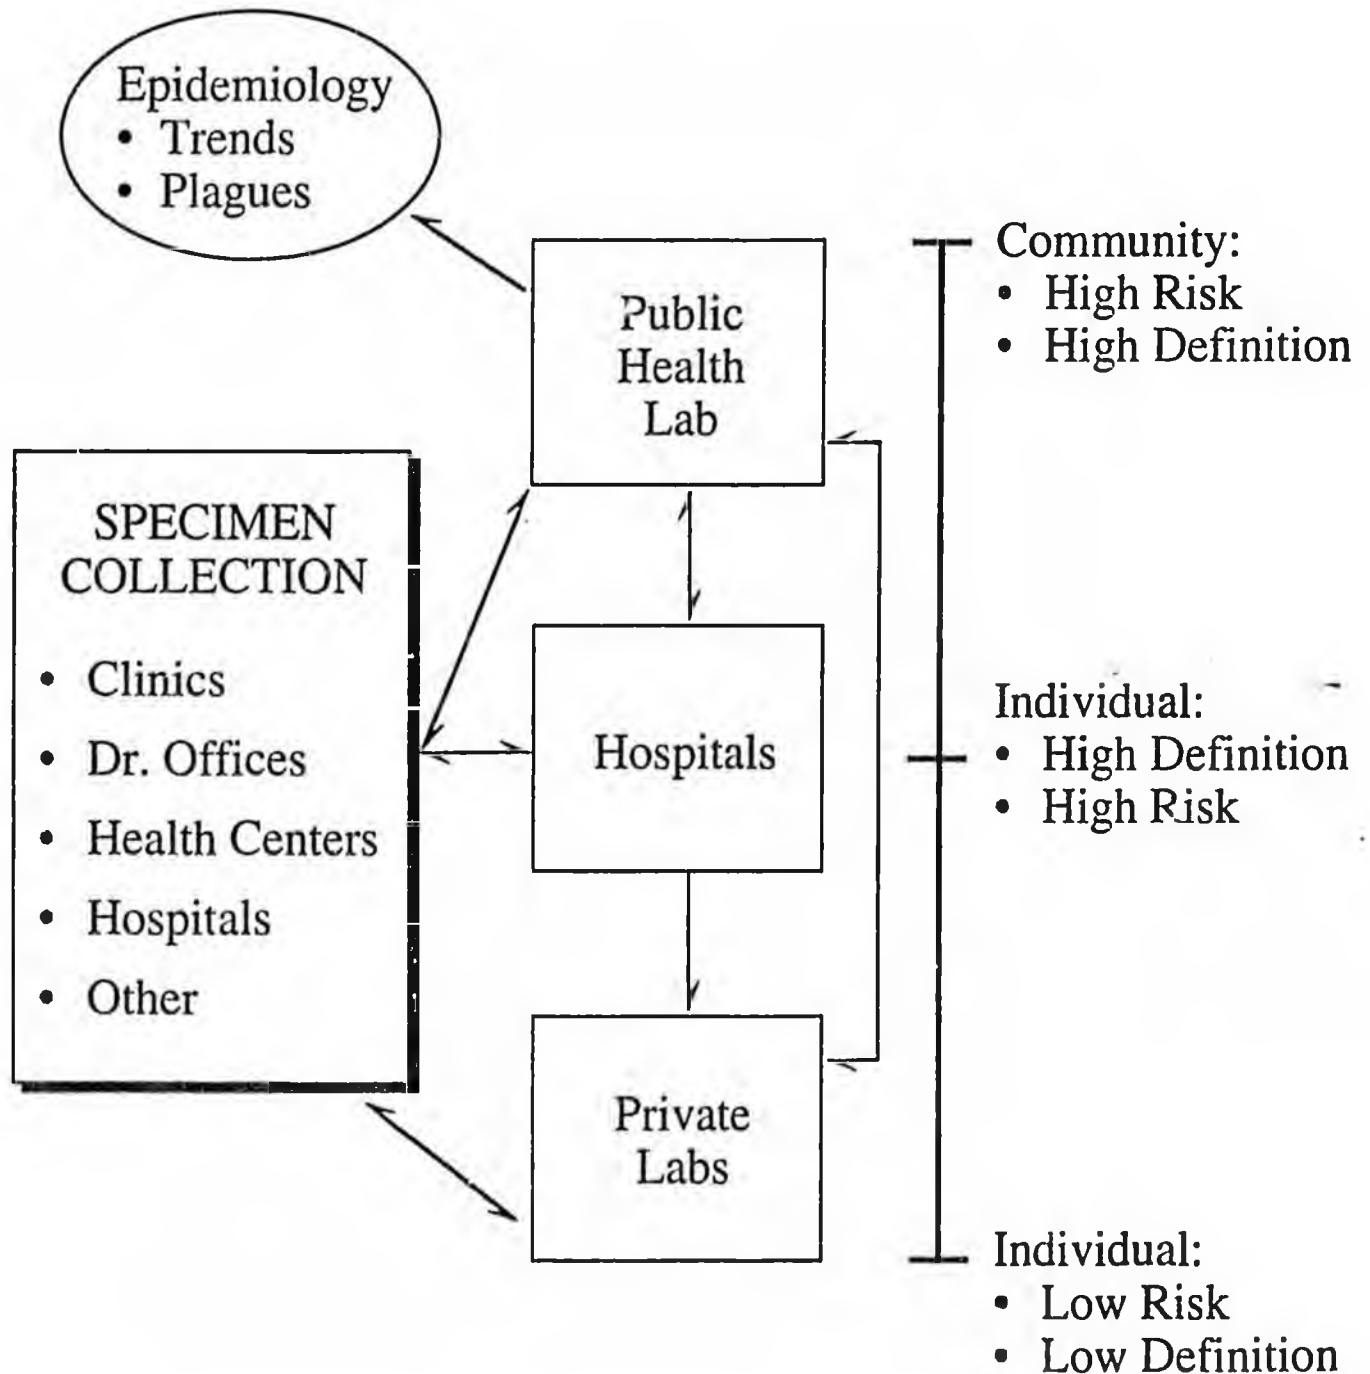 Epidemiology
• Trends
• Plagues
Public
Health
Lab
Community:
• High Risk
• High Definition
SPECIMEN
COLLECTION
• Clinics
• Dr. Offices
• Health Centers
• Hospitals
• Other
Hospitals
Individual:
• High Definition
• High Risk
Private
Labs
Individual:
• Low Risk
• Low Definition